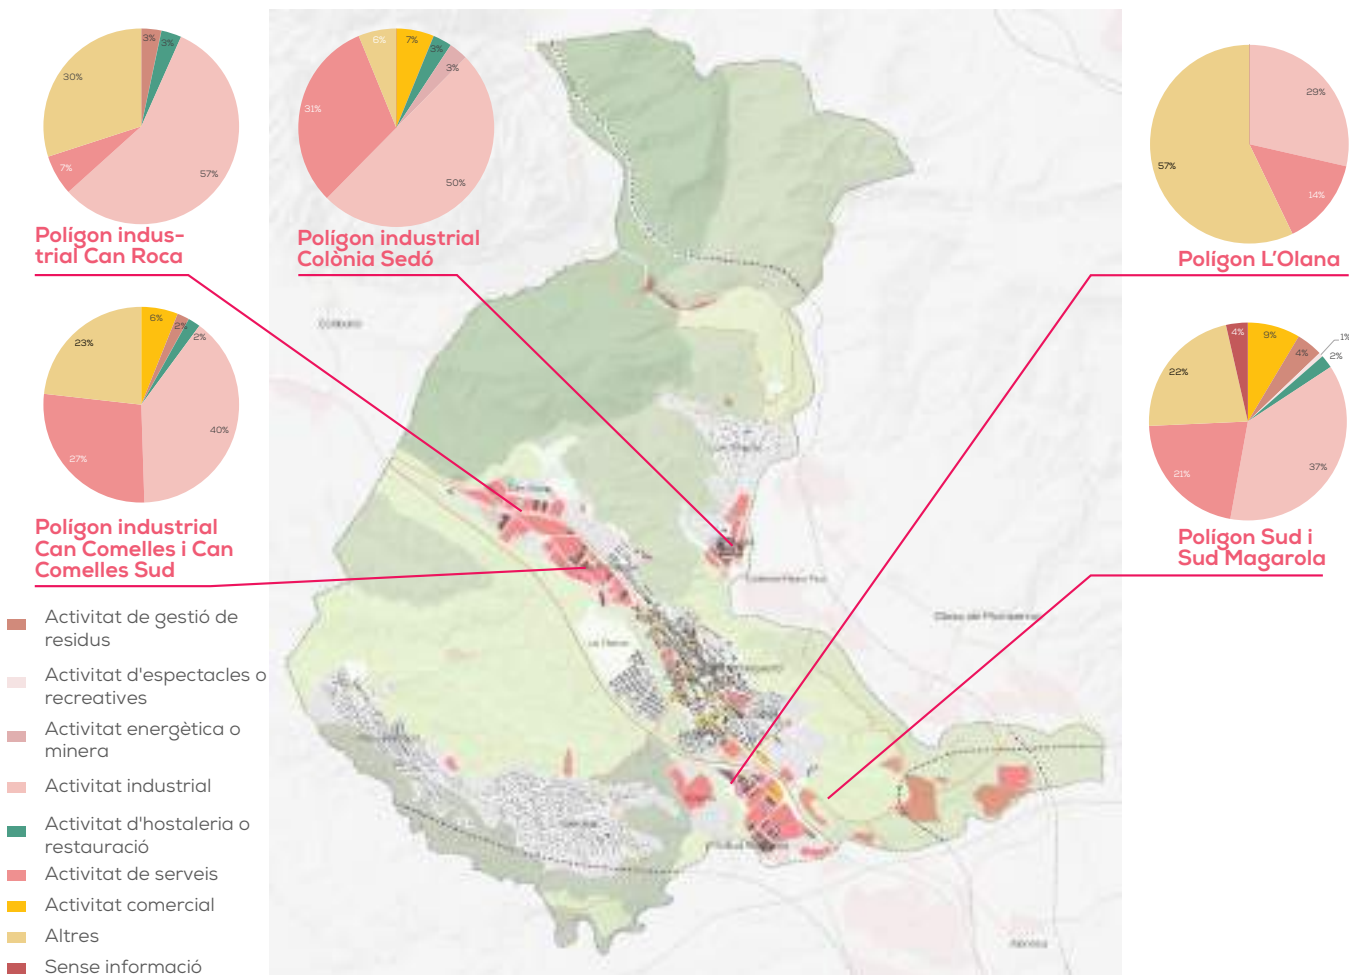 3%
3%
30%
7%
57%
Polígon indus-
trial Can Roca
6%
7%
3%
3%
31%
50%
Polígon industrial
Colònia Sedó
29%
57%
14%
Polígon L'Olana
6%
2%
2%
23%
40%
27%
Polígon industrial
Can Comelles i Can
Comelles Sud
4%
9%
4%
1%
2%
22%
21%
37%
Polígon Sud i
Sud Magarola
Activitat de gestió de
residus
Activitat d'espectacles o
recreatives
Activitat energètica o
minera
Activitat industrial
Activitat d'hostaleria o
restauració
Activitat de serveis
Activitat comercial
Altres
Sense informació
Abrera